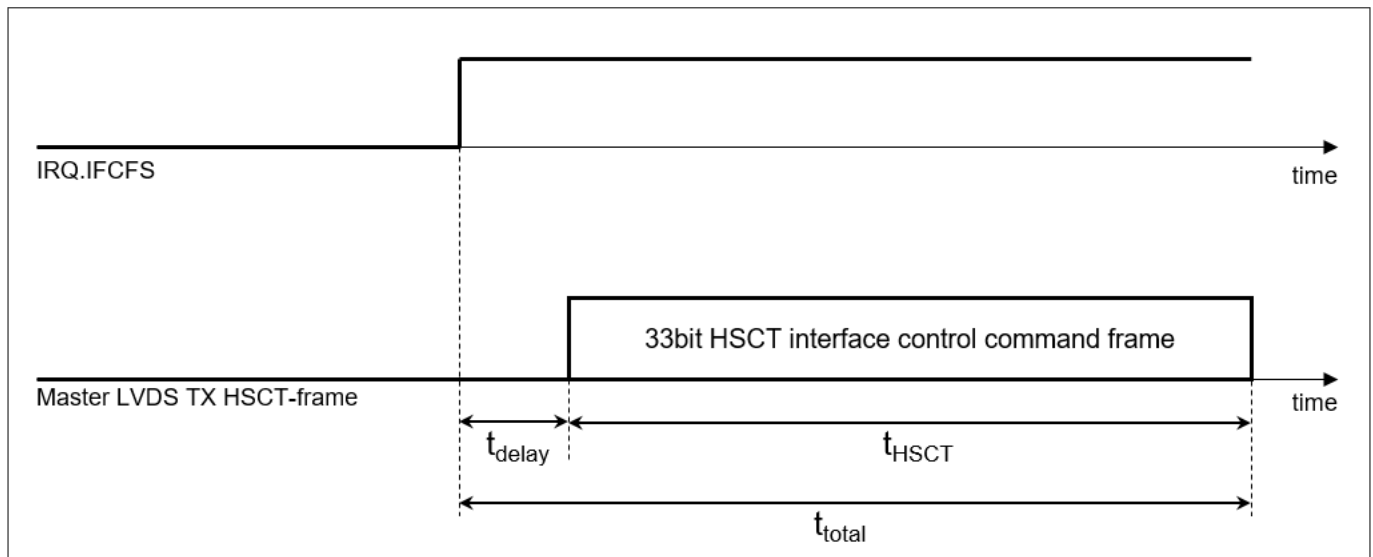 IRQ.IFCFS
time
33bit HSCT interface control command frame
Master LVDS TX HSCT-frame
time
tdelay
tHSCT
ttotal